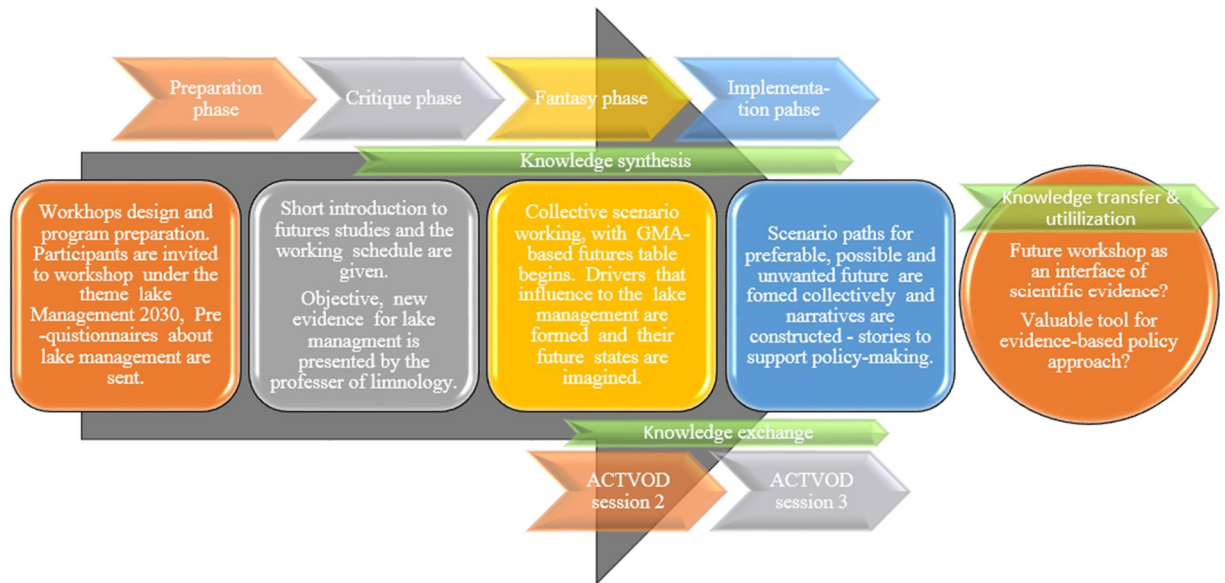 Preparation
phase
Critique phase
Fantasy phase
Implementa-
tion pahse
Knowledge synthesis
Workhops design and
program preparation.
Participants are invited
to workshop under the
theme lake
Management 2030, Pre
-quistionnaires about
lake management are
sent.
Short introduction to
futures studies and the
working schedule are
given.
Objective, new
evidence for lake
managment is
presented by the
professer of limnology.
Collective scenario
working, with GMA-
based futures table
begins. Drivers that
influence to the lake
management are
formed and their
future states are
imagined.
Scenario paths for
preferable, possible and
unwanted future are
fomed collectively and
narratives are
constructed - stories to
support policy-making.
Knowledge transfer &
utililization
Future workshop as
an interface of
scientific evidence?
Valuable tool for
evidence-based policy
approach?
Knowledge exchange
ACTVOD
session 2
ACTVOD
session 3